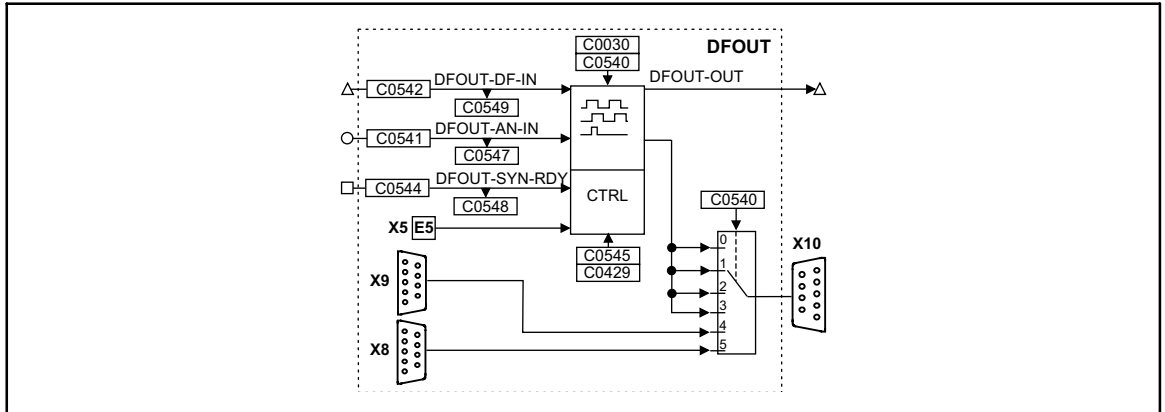 C0030
DFOUT
C0540
DFOUT-DF-IN
DFOUT-OUT
C0542
C0549
DFOUT-AN-IN
C0541
C0547
DFOUT-SYN-RDY
C0544
CTRL
C0548
C0540
X5 E5
0
X10
C0545
1
C0429
X9
2
3
4
X8
5